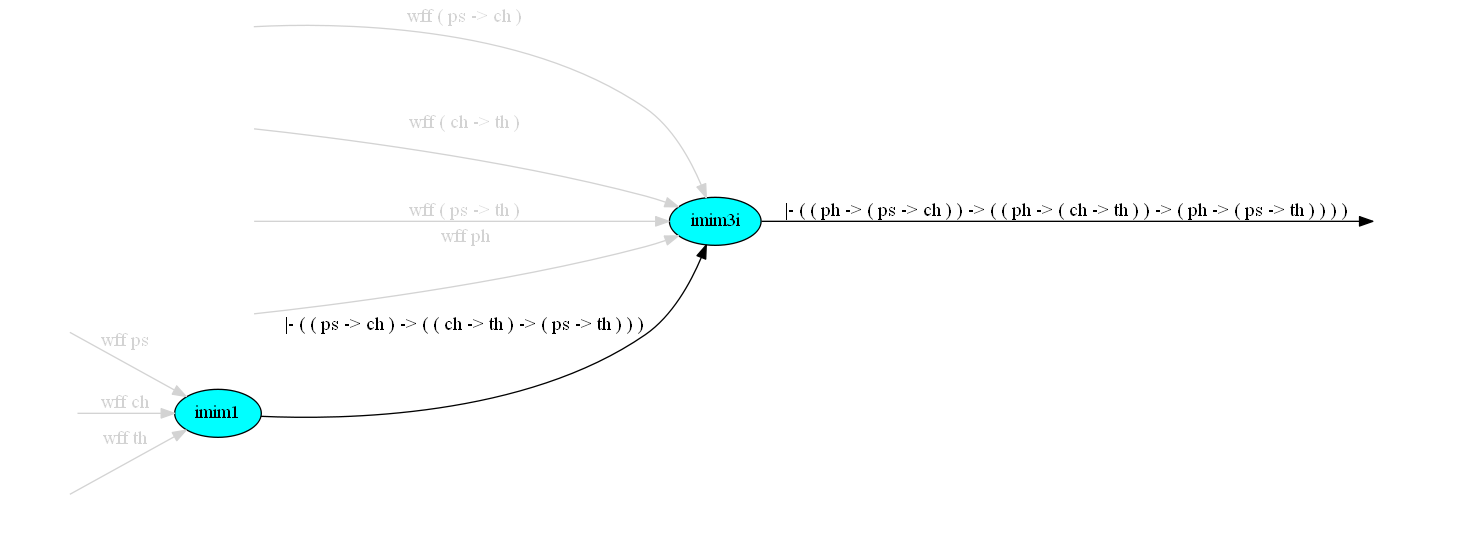 wff ( ps -> ch )
wff ( ch -> th )
wff ( ps -> th )
wff ph
imim3i
|- ( ( ph -> ( ps -> ch ) ) -> ( ( ph -> ( ch -> th ) ) -> ( ph -> ( ps -> th ) ) ) )
|- ( ( ps -> ch ) -> ( ( ch -> th ) -> ( ps -> th ) ) )
wff ps
wff ch
wff th
imim1